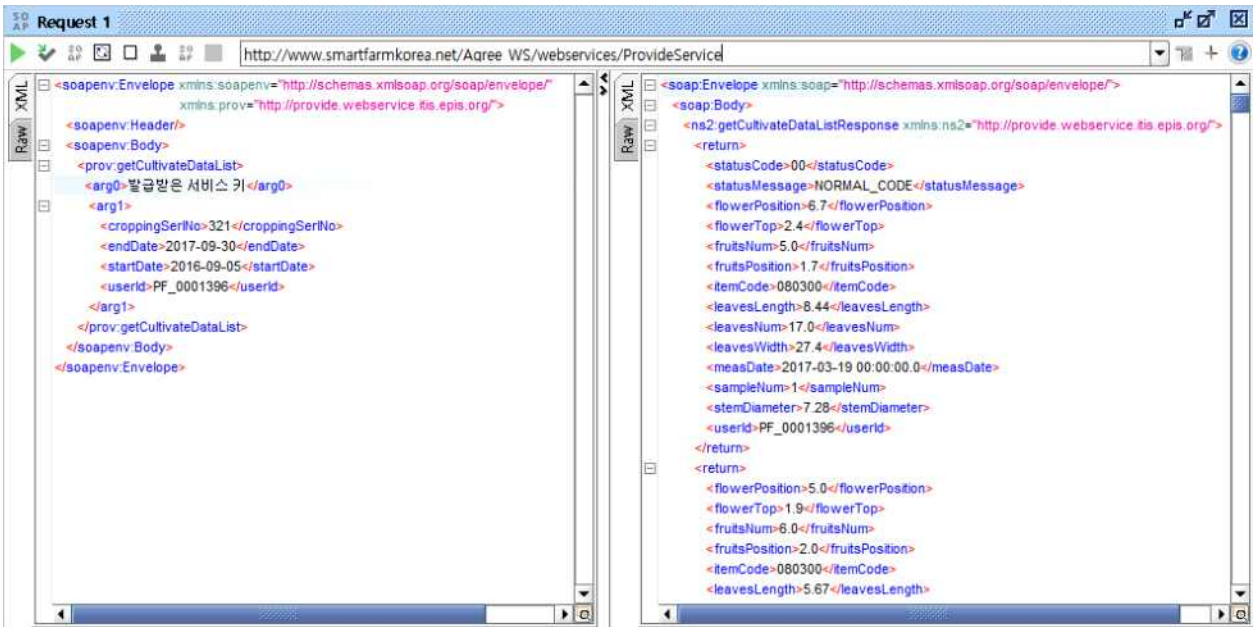 Request 1
http://www.smartfarmkorea.net/Agree_WS/webservices/ProvideService
XML
Raw
<soapenv:Envelope xmlns:soapenv="http://schemas.xmlsoap.org/soap/envelope/"
xmlns:prov="http://provide.webservice.itis.epis.org/">
<soapenv:Header/>
<soapenv:Body>
<prov:getCultivateDataList>
<arg0>발급받은 서비스 키</arg0>
<arg1>
<croppingSerlNo>321</croppingSerlNo>
<endDate>2017-09-30</endDate>
<startDate>2016-09-05</startDate>
<userId>PF_0001396</userId>
</arg1>
</prov:getCultivateDataList>
</soapenv:Body>
</soapenv:Envelope>
XML
Raw
<soap:Envelope xmlns:soap="http://schemas.xmlsoap.org/soap/envelope/">
<soap:Body>
<ns2:getCultivateDataListResponse xmlns:ns2="http://provide.webservice.itis.epis.org/">
<return>
<statusCode>00</statusCode>
<statusMessage>NORMAL_CODE</statusMessage>
<flowerPosition>6.7</flowerPosition>
<flowerTop>2.4</flowerTop>
<fruitsNum>5.0</fruitsNum>
<fruitsPosition>1.7</fruitsPosition>
<itemCode>080300</itemCode>
<leavesLength>8.44</leavesLength>
<leavesNum>17.0</leavesNum>
<leavesWidth>27.4</leavesWidth>
<measDate>2017-03-19 00:00:00.0</measDate>
<sampleNum>1</sampleNum>
<stemDiameter>7.28</stemDiameter>
<userId>PF_0001396</userId>
</return>
<return>
<flowerPosition>5.0</flowerPosition>
<flowerTop>1.9</flowerTop>
<fruitsNum>6.0</fruitsNum>
<fruitsPosition>2.0</fruitsPosition>
<itemCode>080300</itemCode>
<leavesLength>5.67</leavesLength>